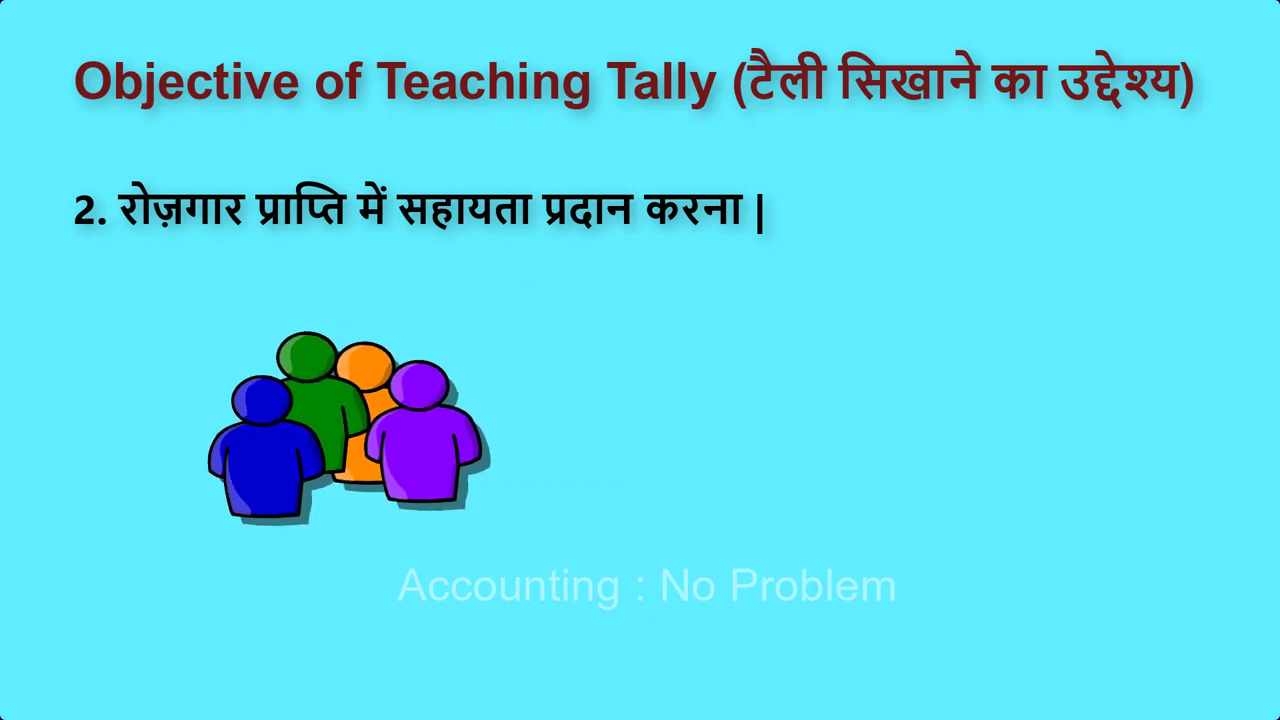 Objective of Teaching Tally (टैली सिखाने का उद्देश्य)
2. रोज़गार प्राप्ति में सहायता प्रदान करना |
Accounting : No Problem